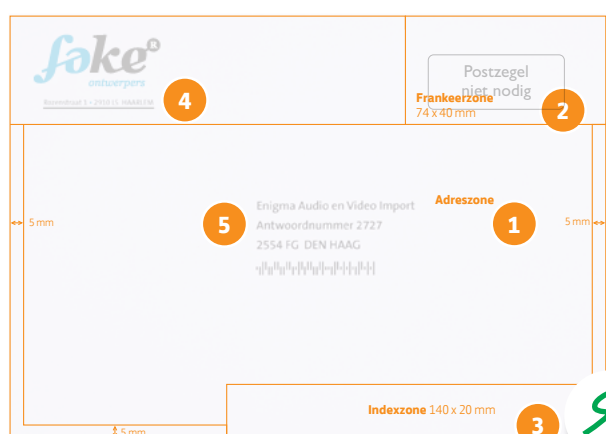 fake®
ontwerpers
4
Postzegel
niet nodig
Frankeerzone
74 x 40 mm
2
5 mm
5
Enigma Audio en Video Import
Antwoordnummer 2727
2554 FG DEN HAAG
Adreszone
1
5 mm
Indexzone 140 x 20 mm
3
5 mm